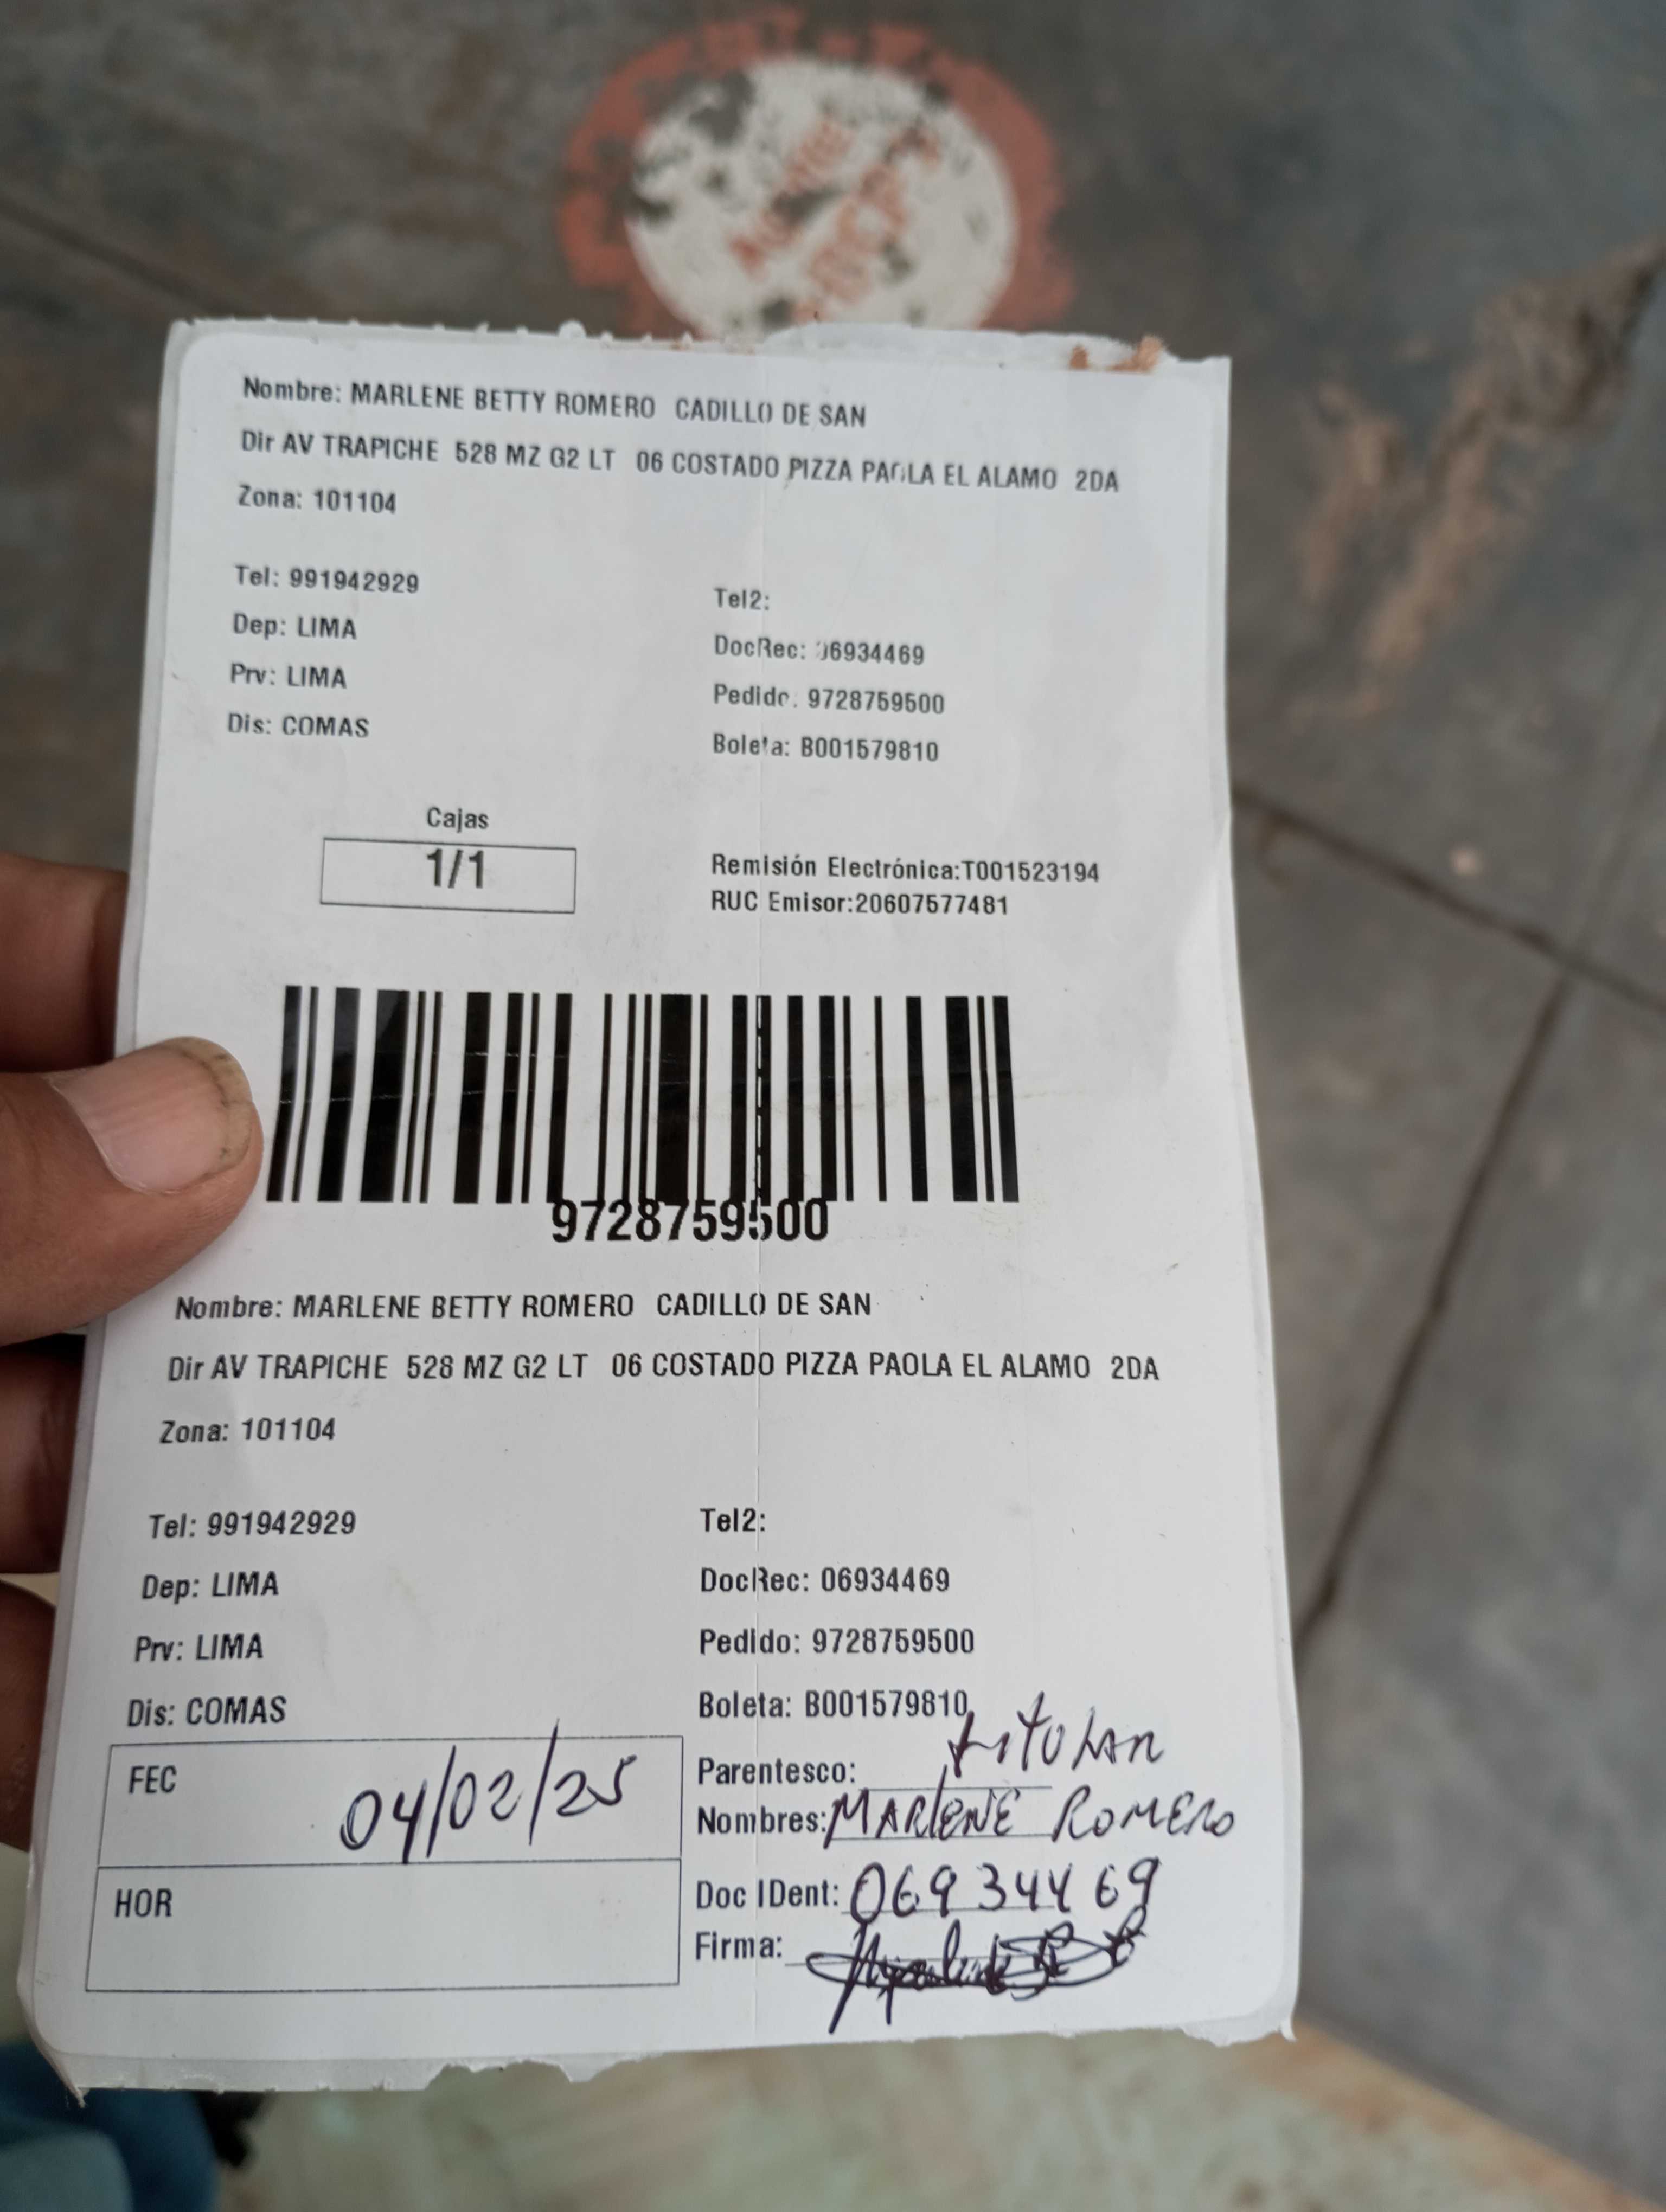 Nombre: MARLENE BETTY ROMERO CADILLO DE SAN
Dir AV TRAPICHE 528 MZ G2 LT 06 COSTADO PIZZA PAOLA EL ALAMO 2DA
Zona: 101104
Tel: 991942929
Tel2:
Dep: LIMA
DocRec: 06934469
Prv: LIMA
Pedido: 9728759500
Dis: COMAS
Boleta: B001579810
Cajas
1/1
Remisión Electrónica:T001523194
RUC Emisor:20607577481
9728759500
Nombre: MARLENE BETTY ROMERO CADILLO DE SAN
Dir AV TRAPICHE 528 MZ G2 LT 06 COSTADO PIZZA PAOLA EL ALAMO 2DA
Zona: 101104
Tel: 991942929
Tel2:
Dep: LIMA
DocRec: 06934469
Prv: LIMA
Pedido: 9728759500
Dis: COMAS
Boleta: B001579810
FEC 04/02/25
HOR
Parentesco: titular
Nombres: MARlENE ROMERO
Doc IDent: 06934469
Firma: